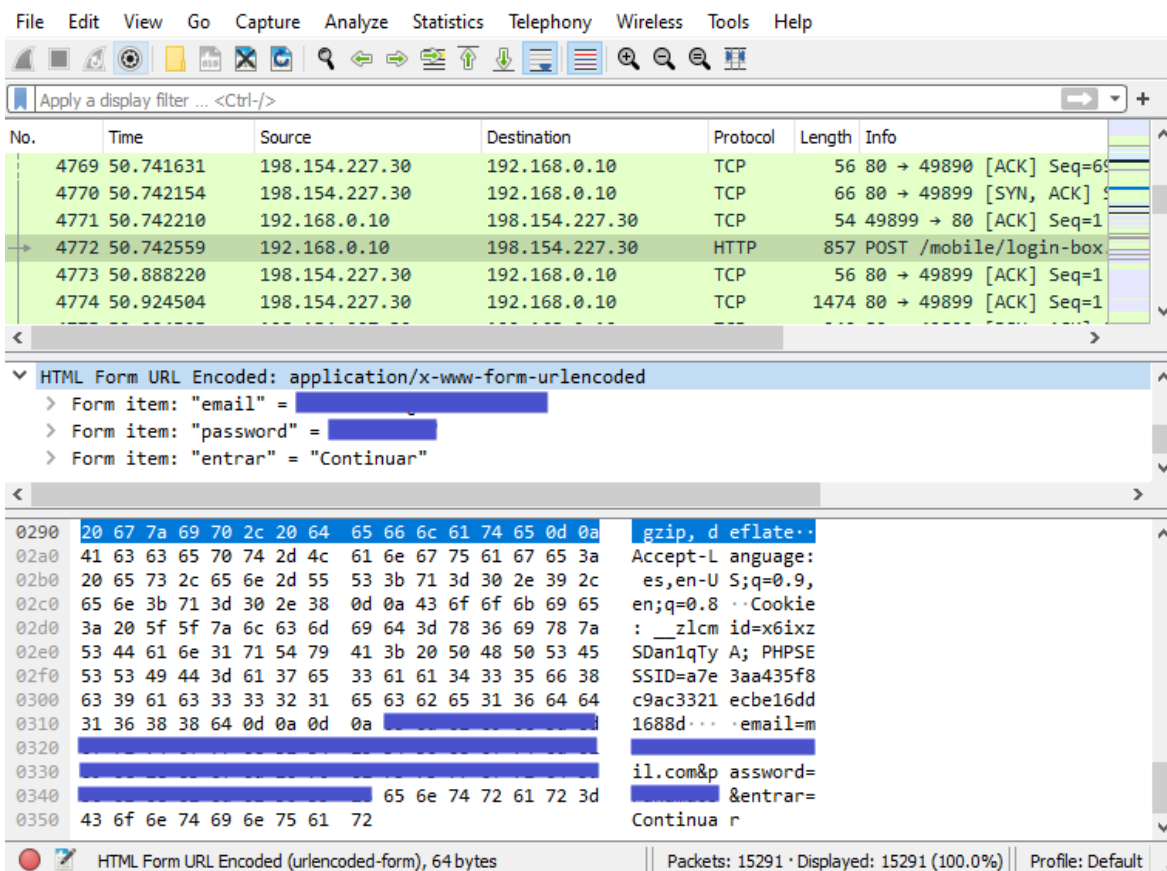 File Edit View Go Capture Analyze Statistics Telephony Wireless Tools Help
Apply a display filter ... <Ctrl-/>
No. Time Source Destination Protocol Length Info
4769 50.741631 198.154.227.30 192.168.0.10 TCP 56 80 → 49890 [ACK] Seq=69
4770 50.742154 198.154.227.30 192.168.0.10 TCP 66 80 → 49899 [SYN, ACK]
4771 50.742210 192.168.0.10 198.154.227.30 TCP 54 49899 → 80 [ACK] Seq=1
4772 50.742559 192.168.0.10 198.154.227.30 HTTP 857 POST /mobile/login-box.
4773 50.888220 198.154.227.30 192.168.0.10 TCP 56 80 → 49899 [ACK] Seq=1
4774 50.924504 198.154.227.30 192.168.0.10 TCP 1474 80 → 49899 [ACK] Seq=1
HTML Form URL Encoded: application/x-www-form-urlencoded
Form item: "email" =
Form item: "password" =
Form item: "entrar" = "Continuar"
0290 20 67 7a 69 70 2c 20 64 65 66 6c 61 74 65 0d 0a gzip, d eflate··
02a0 41 63 63 65 70 74 2d 4c 61 6e 67 75 61 67 65 3a Accept-L anguage:
02b0 20 65 73 2c 65 6e 2d 55 53 3b 71 3d 30 2e 39 2c es,en-U S;q=0.9,
02c0 65 6e 3b 71 3d 30 2e 38 0d 0a 43 6f 6f 6b 69 65 en;q=0.8 ··Cookie
02d0 3a 20 5f 5f 7a 6c 63 6d 69 64 3d 78 36 69 78 7a : __zlcm id=x6ixz
02e0 53 44 61 6e 31 71 54 79 41 3b 20 50 48 50 53 45 SDan1qTy A; PHPSE
02f0 53 53 49 44 3d 61 37 65 33 61 61 34 33 35 66 38 SSID=a7e 3aa435f8
0300 63 39 61 63 33 33 32 31 65 63 62 65 31 36 64 64 c9ac3321 ecbe16dd
0310 31 36 38 38 64 0d 0a 0d 0a 1688d··· ·email=m
0320
0330 il.com&p assword=
0340 65 6e 74 72 61 72 3d &entrar=
0350 43 6f 6e 74 69 6e 75 61 72 Continua r
HTML Form URL Encoded (urlencoded-form), 64 bytes Packets: 15291 · Displayed: 15291 (100.0%) Profile: Default